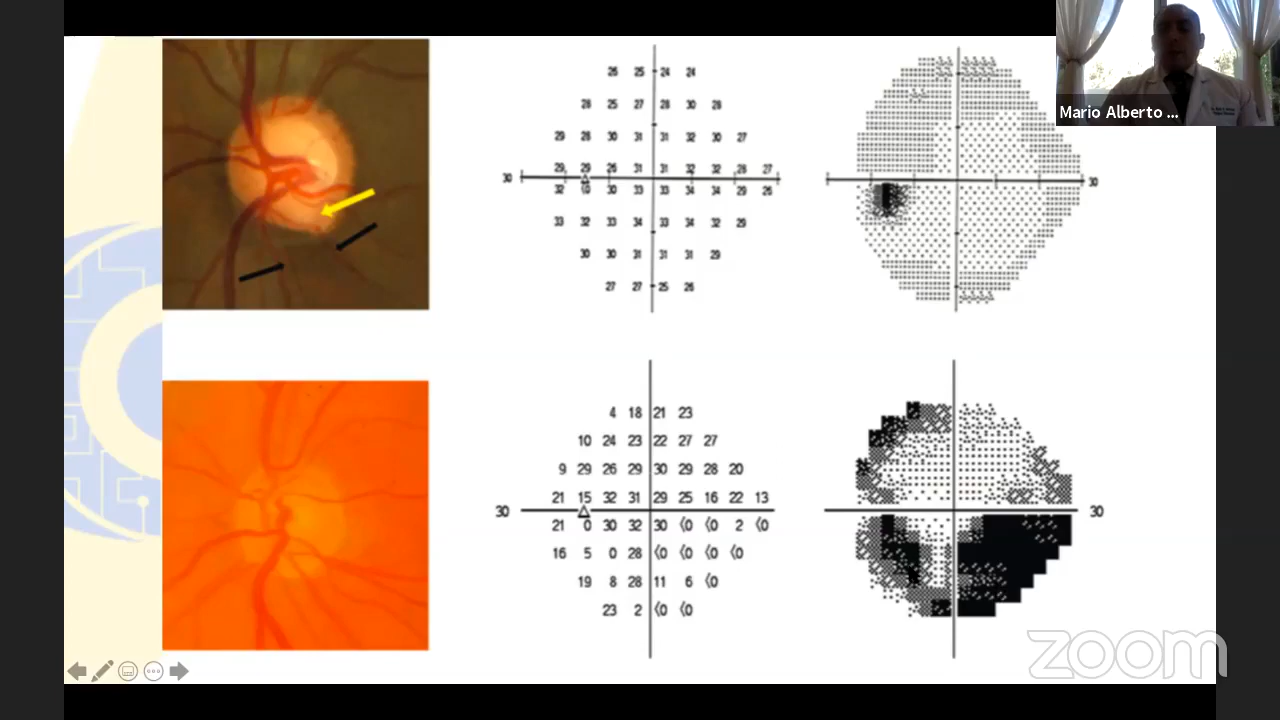 26 25 24 24
28 25 27 28 30 28
29 28 30 31 31 32 30 27
29 29 26 31 31 32 32 28 27
30 30
32 19 30 33 33 34 34 29 26
33 32 33 34 33 34 32 29
30 30 31 31 31 29
27 27 25 26
Mario Alberto ...
4 18 21 23
10 24 23 22 27 27
9 29 26 29 30 29 28 20
21 15 32 31 29 25 16 22 13
30 30
21 0 30 32 30 <0 <0 2 <0
16 5 0 28 <0 <0 <0 <0
19 8 28 11 6 <0
23 2 <0 <0
zoom